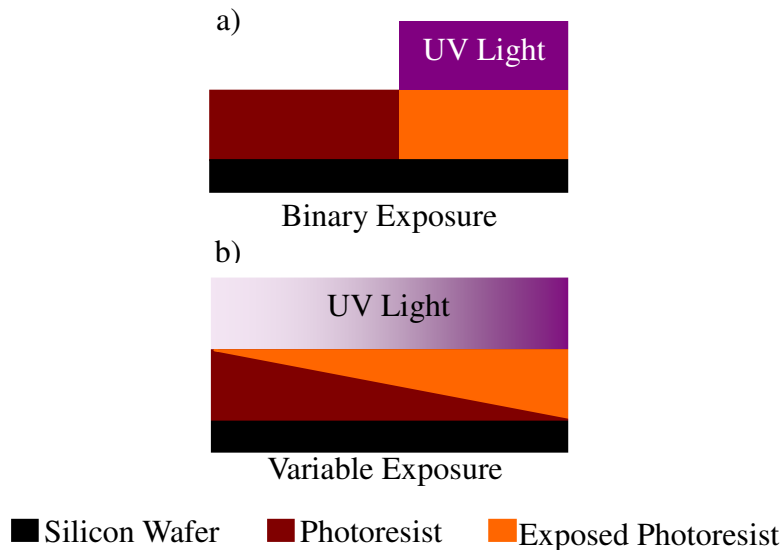 a)
UV Light
Binary Exposure
b)
UV Light
Variable Exposure
Silicon Wafer Photoresist Exposed Photoresist